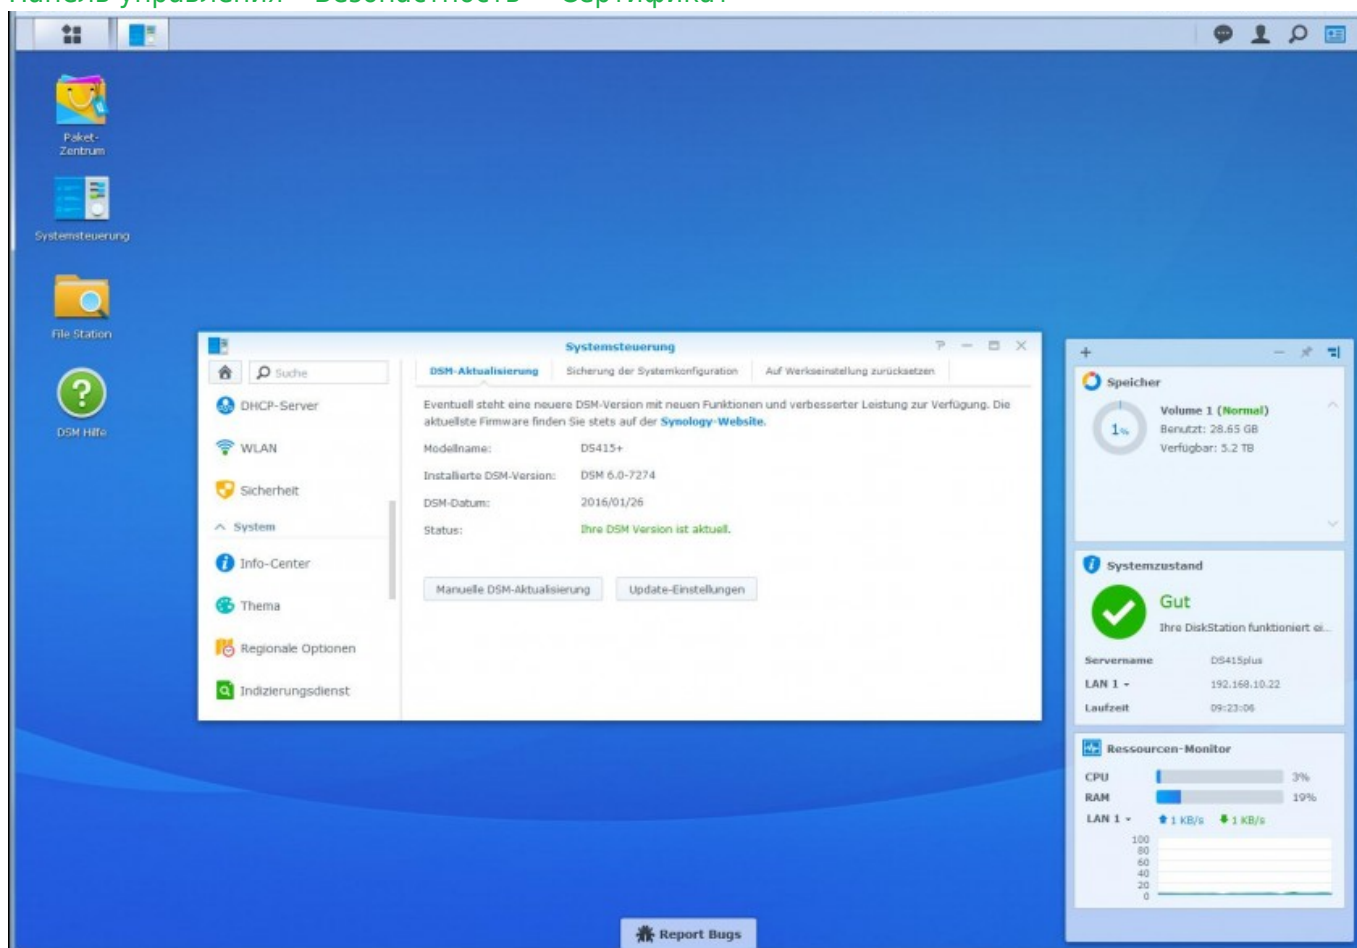 Панель управления – Безопасность – Сертификат
Paket-
Zentrum
Systemsteuerung
File Station
DSM Hilfe
Systemsteuerung
Suche
DHCP-Server
WLAN
Sicherheit
System
Info-Center
Thema
Regionale Optionen
Indizierungsdienst
DSM-Aktualisierung Sicherung der Systemkonfiguration Auf Werkseinstellung zurücksetzen
Eventuell steht eine neuere DSM-Version mit neuen Funktionen und verbesserter Leistung zur Verfügung. Die
aktuellste Firmware finden Sie stets auf der Synology-Website.
Modellname: DS415+
Installierte DSM-Version: DSM 6.0-7274
DSM-Datum: 2016/01/26
Status: Ihre DSM Version ist aktuell.
Manuelle DSM-Aktualisierung Update-Einstellungen
Speicher
1%
Volume 1 (Normal)
Benutzt: 28.65 GB
Verfügbar: 5.2 TB
Systemzustand
Gut
Ihre DiskStation funktioniert ei...
Servername DS415plus
LAN 1 192.168.10.22
Laufzeit 09:23:06
Ressourcen-Monitor
CPU 3%
RAM 19%
LAN 1 1 KB/s 1 KB/s
100
80
60
40
20
0
Report Bugs